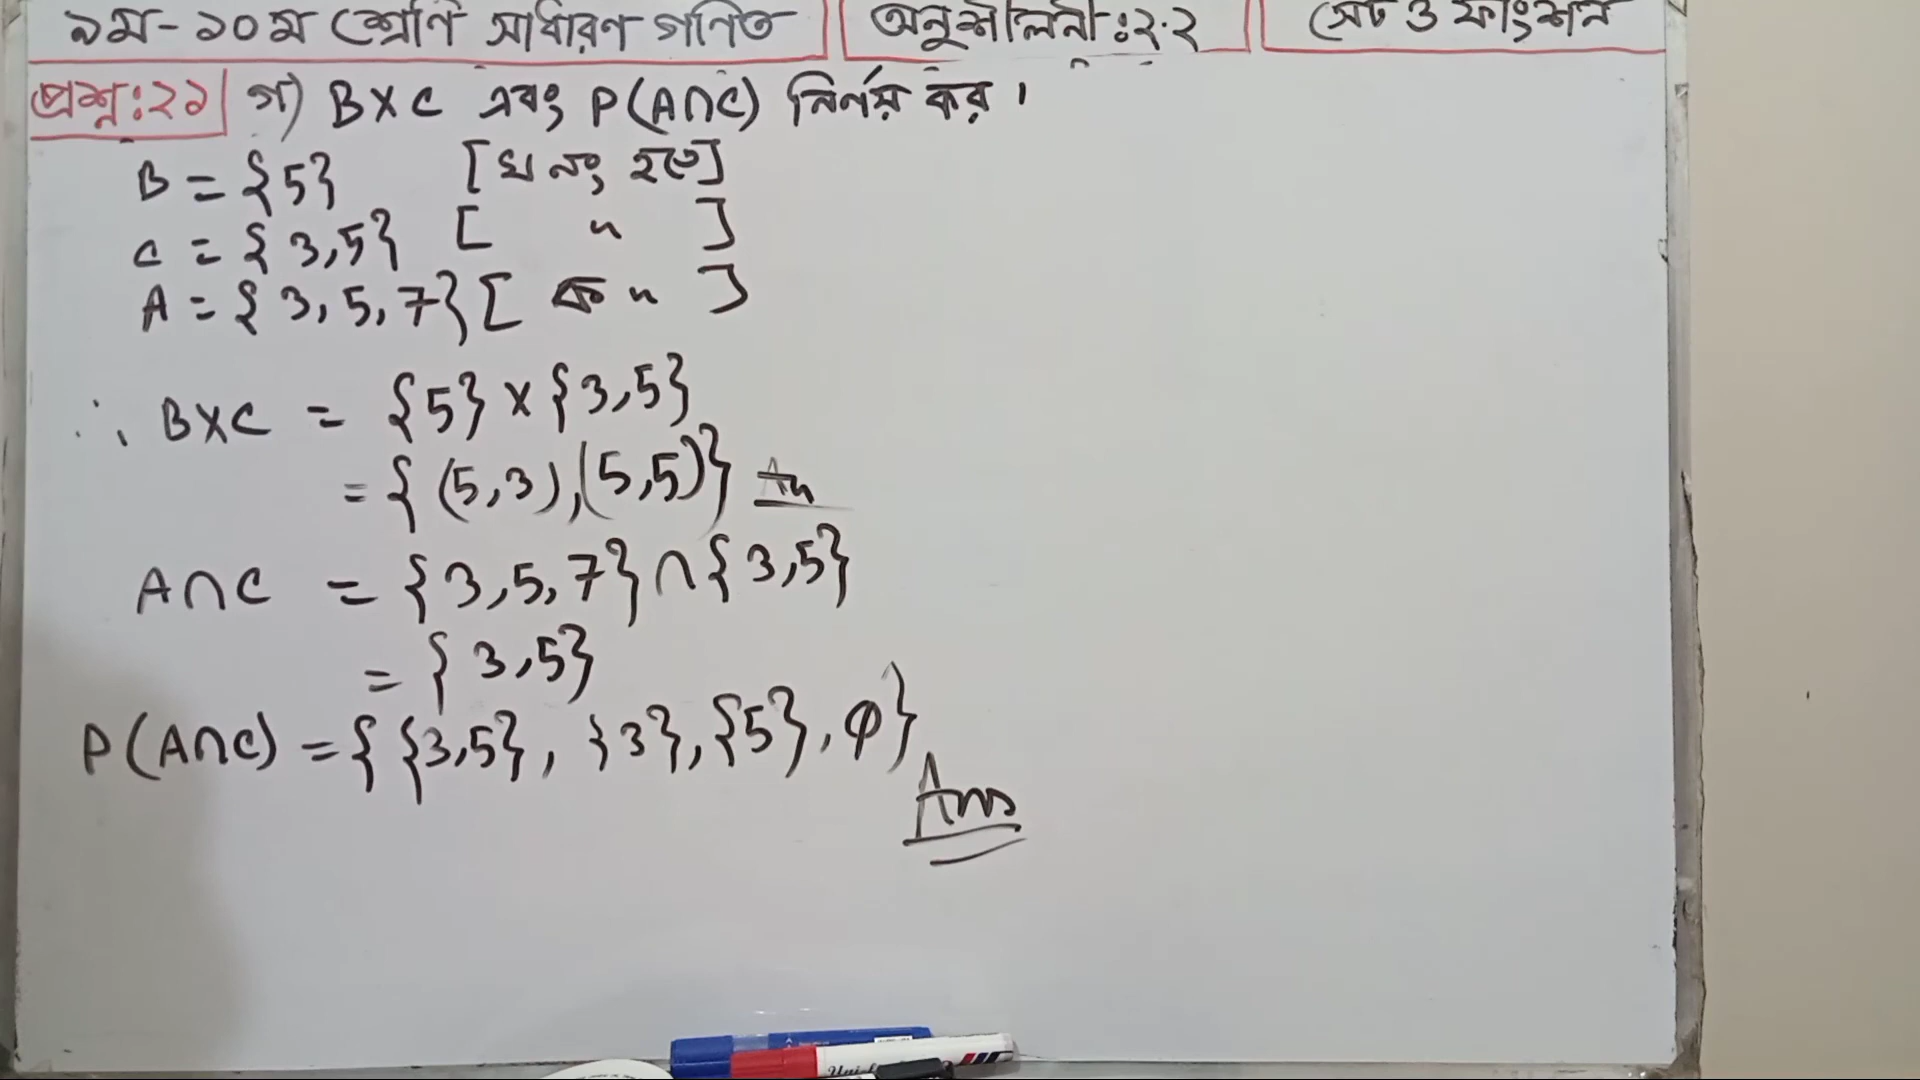 ৯ম-১০ম শ্রেণি সাধারণ গণিত অনুশীলনী:২.২ সেট ও ফাংশন
প্রশ্ন:২১ গ) B×C এবং P(A∩C) নির্ণয় কর।
B = {5} [খ নং হতে]
C = {3,5} [ " ]
A = {3,5,7} [ক " ]
∴ B×C = {5}×{3,5}
= {(5,3),(5,5)} An
A∩C = {3,5,7}∩{3,5}
= {3,5}
P(A∩C) = {{3,5}, {3},{5},φ}
Ans